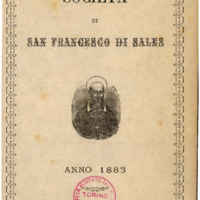 SOCIETÀ
DI
SAN FRANCESCO DI SALES
ANNO 1883
TORINO